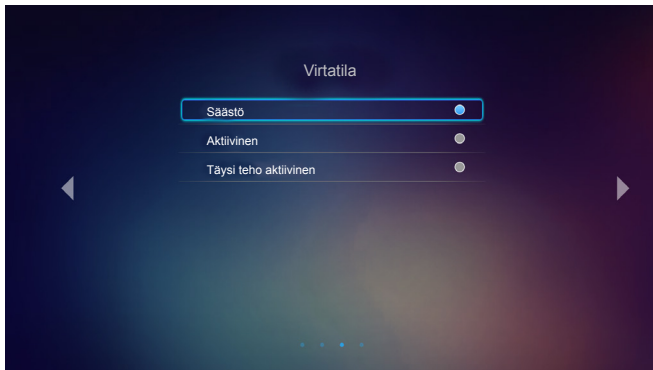 Virtatila
Säästö
Aktiivinen
Täysi teho aktiivinen